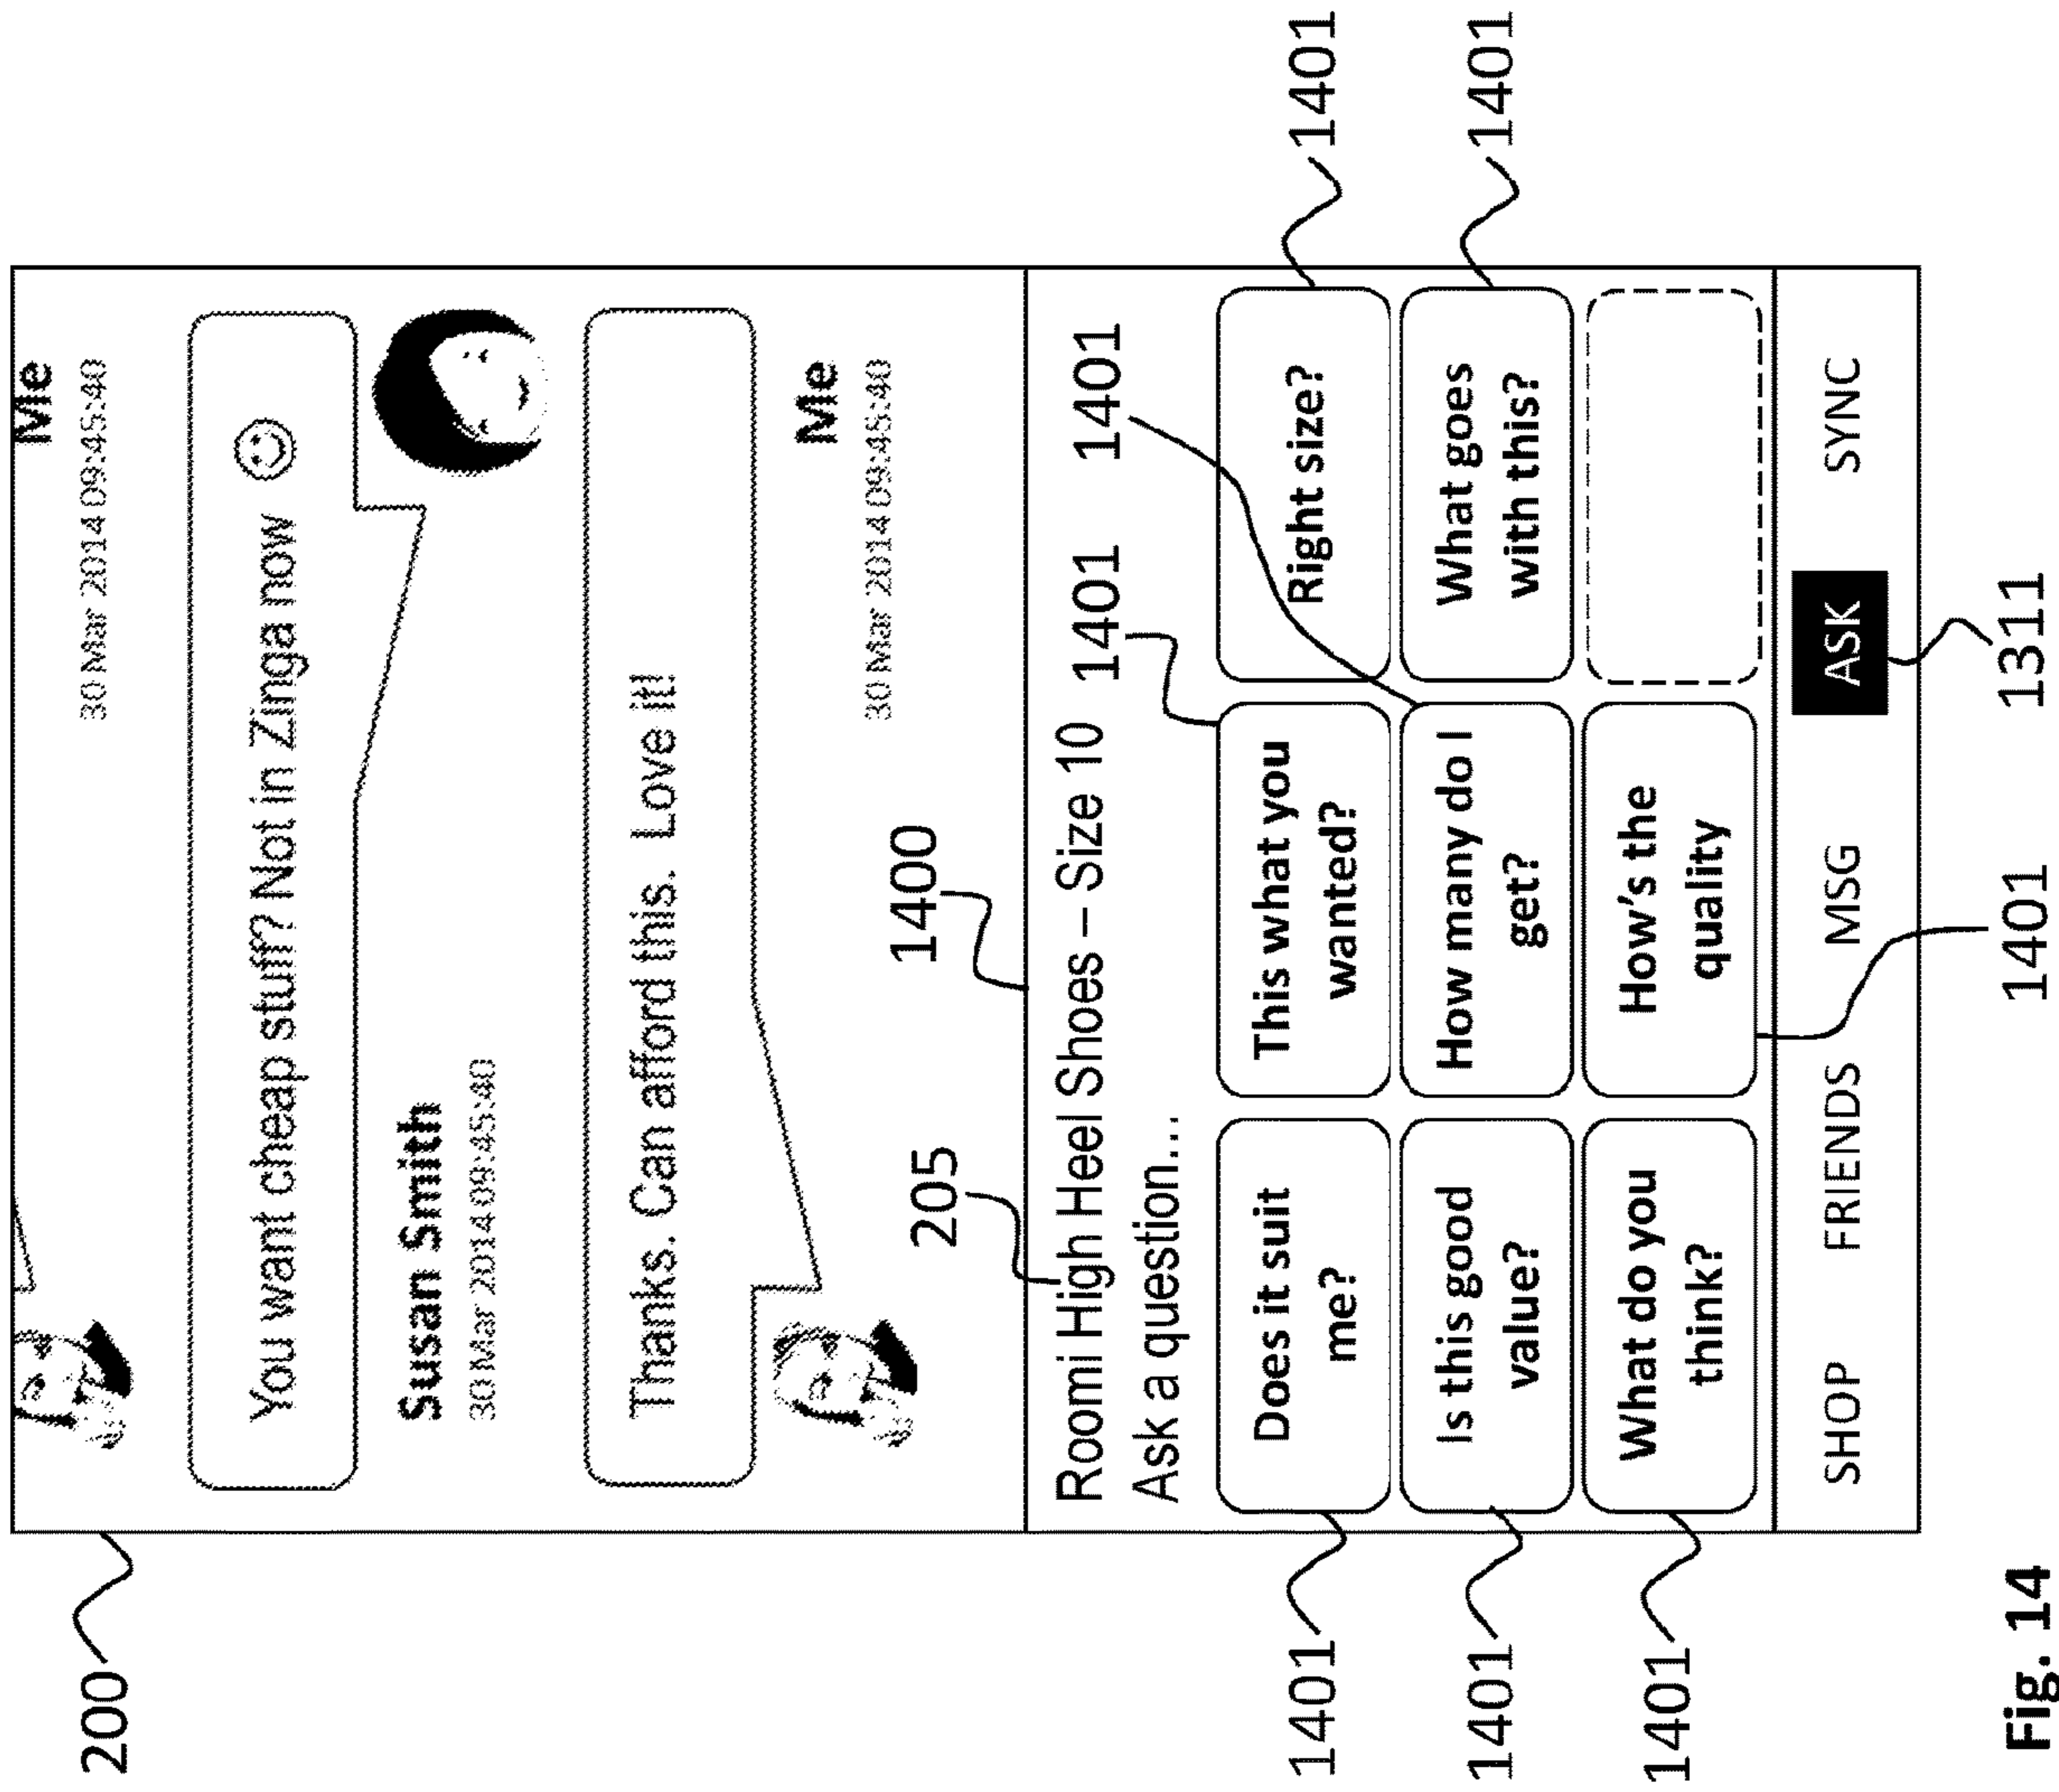 200
Me
30 Mar 2014 09:45:40
You want cheap stuff? Not in Zinga now
Susan Smith
30 Mar 2014 09:45:40
Thanks. Can afford this. Love it!
Me
30 Mar 2014 09:45:40
205
1400
Roomi High Heel Shoes – Size 10
1401
1401
Ask a question...
1401
Does it suit
me?
This what you
wanted?
Right size?
1401
1401
Is this good
value?
How many do I
get?
What goes
with this?
1401
1401
What do you
think?
How's the
quality
SHOP
FRIENDS
MSG
ASK
SYNC
1401
1311
Fig. 14